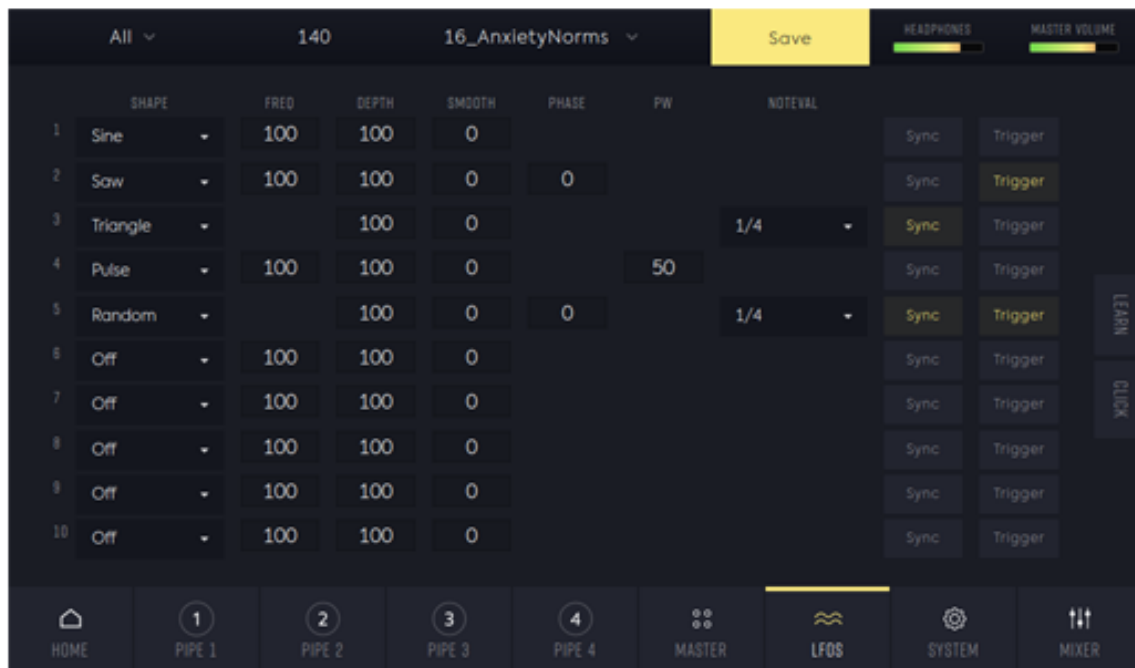 All 140 16_AnxietyNorms Save HEADPHONES MASTER VOLUME
SHAPE FREQ DEPTH SMOOTH PHASE PW NOTEVAL
1 Sine 100 100 0 Sync Trigger
2 Saw 100 100 0 0 Sync Trigger
3 Triangle 100 0 1/4 Sync Trigger
4 Pulse 100 100 0 50 Sync Trigger
5 Random 100 0 0 1/4 Sync Trigger
6 Off 100 100 0 Sync Trigger
7 Off 100 100 0 Sync Trigger
8 Off 100 100 0 Sync Trigger
9 Off 100 100 0 Sync Trigger
10 Off 100 100 0 Sync Trigger
LEARN
CLICK
1 2 3 4
HOME PIPE 1 PIPE 2 PIPE 3 PIPE 4 MASTER LFOS SYSTEM MIXER